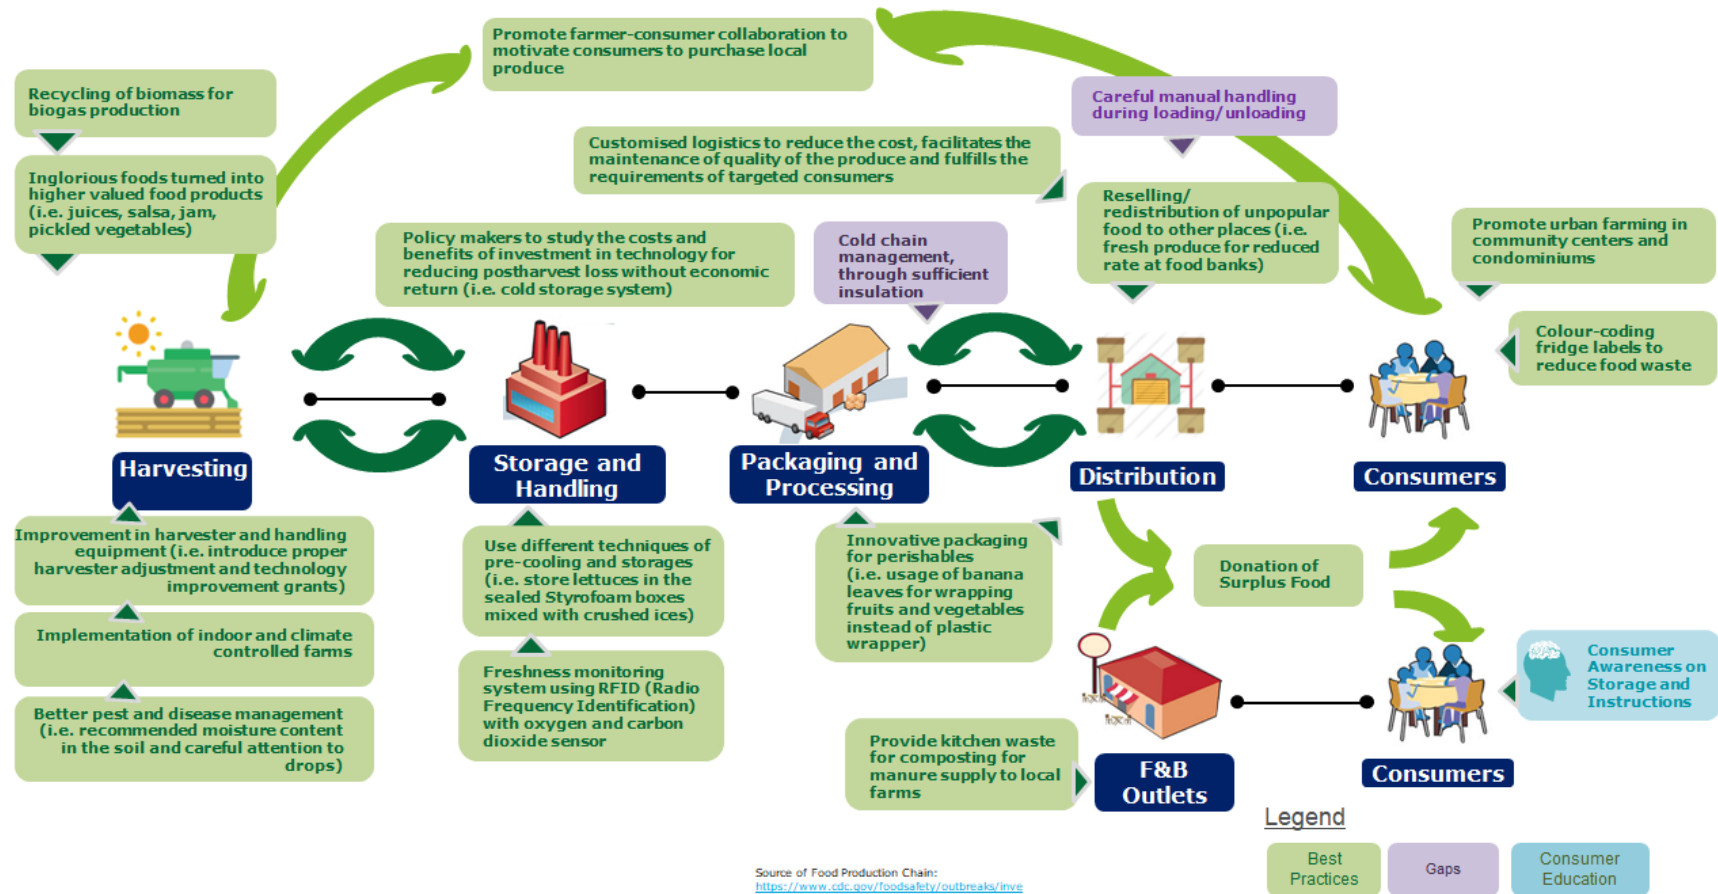 Promote farmer-consumer collaboration to
motivate consumers to purchase local
produce
Recycling of biomass for
biogas production
Inglorious foods turned into
higher valued food products
(i.e. juices, salsa, jam,
pickled vegetables)
Careful manual handling
during loading/unloading
Customised logistics to reduce the cost, facilitates the
maintenance of quality of the produce and fulfills the
requirements of targeted consumers
Policy makers to study the costs and
benefits of investment in technology for
reducing postharvest loss without economic
return (i.e. cold storage system)
Cold chain
management,
through sufficient
insulation
Reselling/
redistribution of unpopular
food to other places (i.e.
fresh produce for reduced
rate at food banks)
Promote urban farming in
community centers and
condominiums
Colour-coding
fridge labels to
reduce food waste
Harvesting
Storage and
Handling
Packaging and
Processing
Distribution
Consumers
Improvement in harvester and handling
equipment (i.e. introduce proper
harvester adjustment and technology
improvement grants)
Implementation of indoor and climate
controlled farms
Better pest and disease management
(i.e. recommended moisture content
in the soil and careful attention to
drops)
Use different techniques of
pre-cooling and storages
(i.e. store lettuces in the
sealed Styrofoam boxes
mixed with crushed ices)
Freshness monitoring
system using RFID (Radio
Frequency Identification)
with oxygen and carbon
dioxide sensor
Innovative packaging
for perishables
(i.e. usage of banana
leaves for wrapping
fruits and vegetables
instead of plastic
wrapper)
Donation of
Surplus Food
Consumer
Awareness on
Storage and
Instructions
Provide kitchen waste
for composting for
manure supply to local
farms
F&B
Outlets
Consumers
Legend
Best
Practices
Gaps
Consumer
Education
Source of Food Production Chain:
https://www.cdc.gov/foodsafety/outbreaks/inve